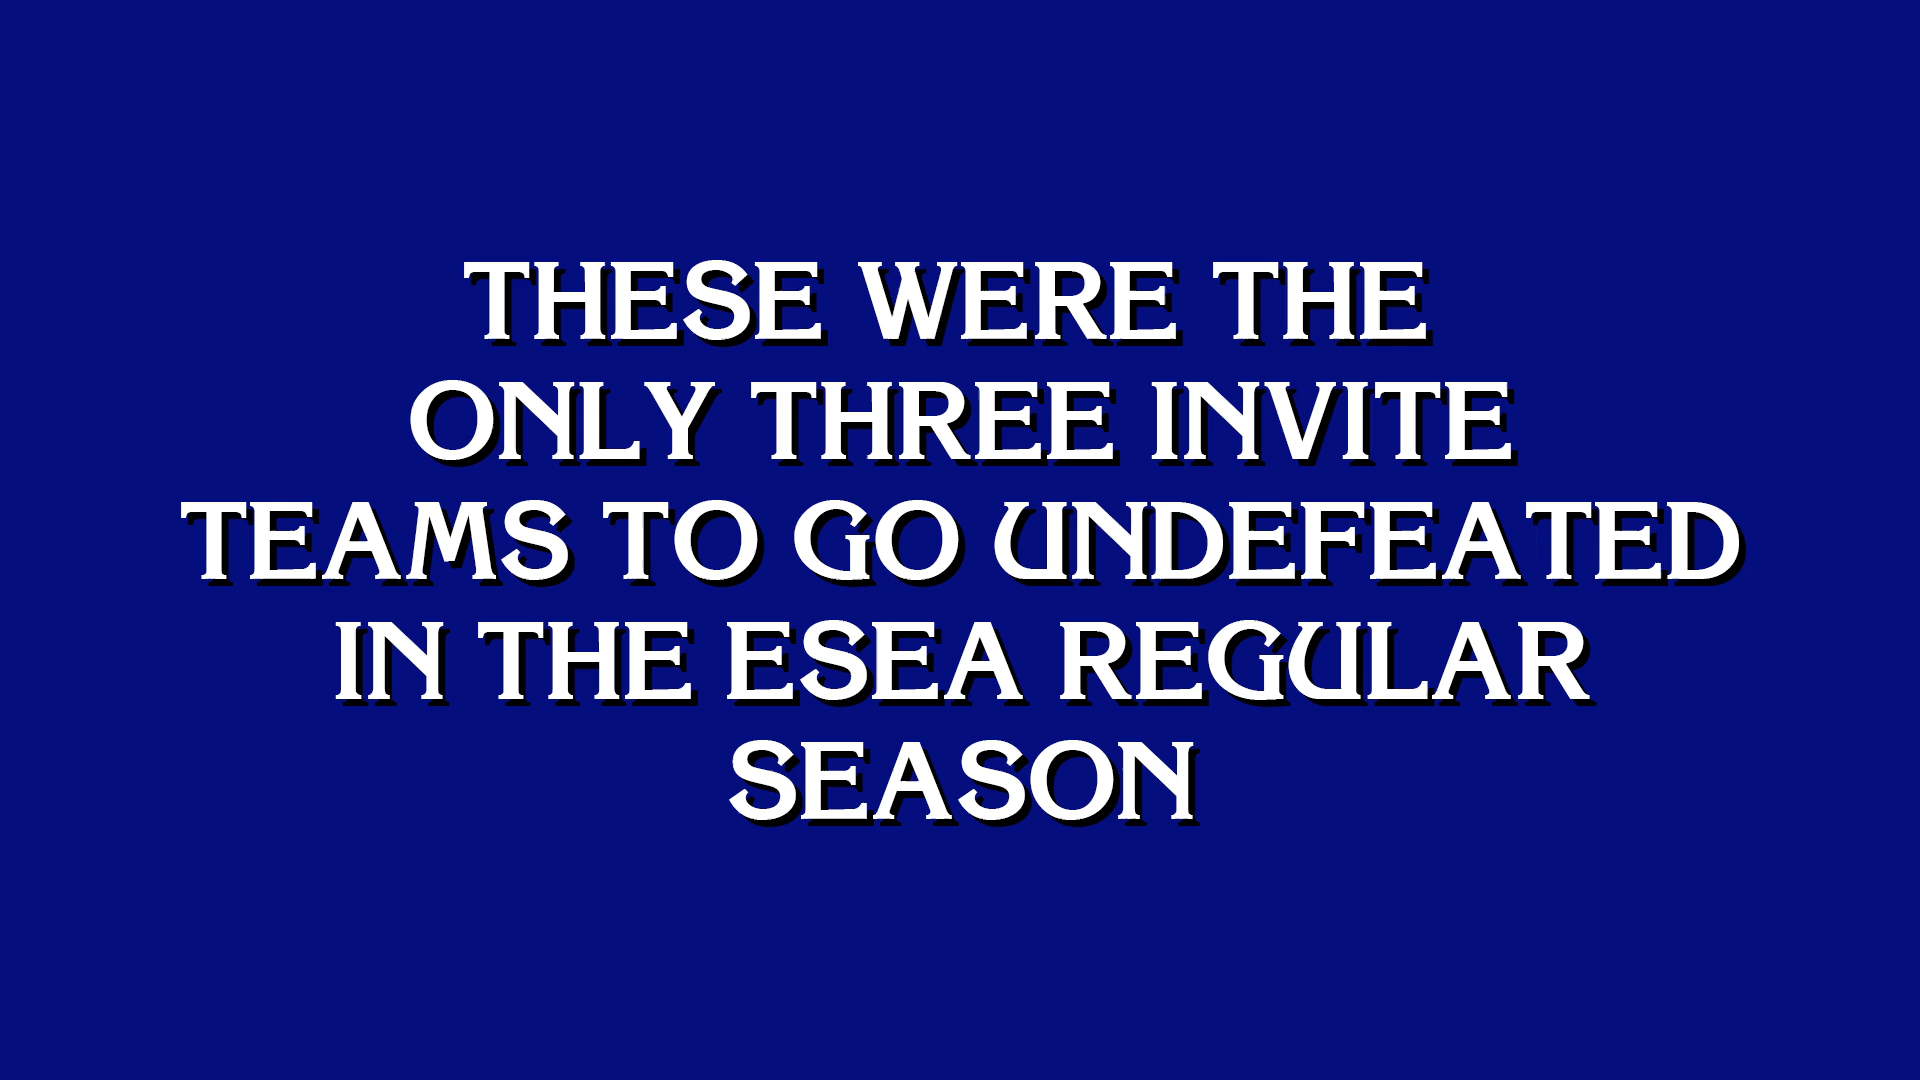 THESE WERE THE
ONLY THREE INVITE
TEAMS TO GO UNDEFEATED
IN THE ESEA REGULAR
SEASON